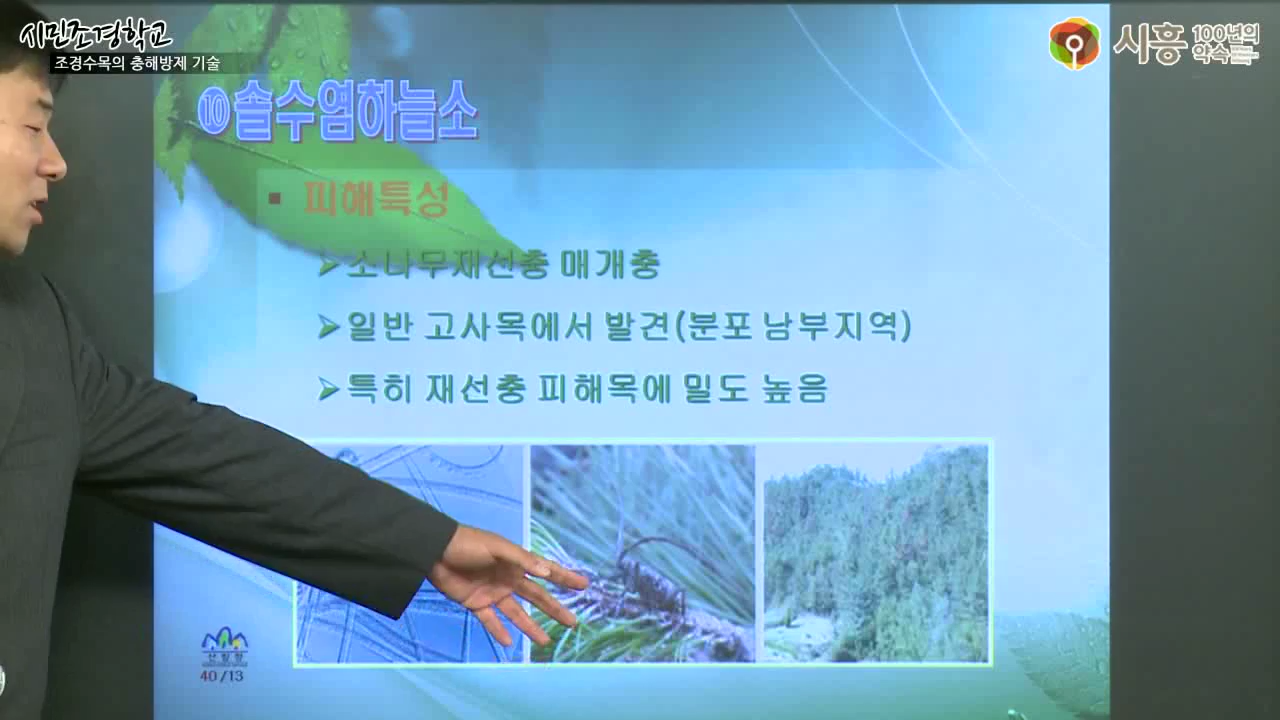 시민조경학교
조경수목의 충해방제 기술
시흥 100년의
약속
⑩솔수염하늘소
▪ 피해특성
➢소나무재선충 매개충
➢일반 고사목에서 발견(분포 남부지역)
➢특히 재선충 피해목에 밀도 높음
산림청
40/13